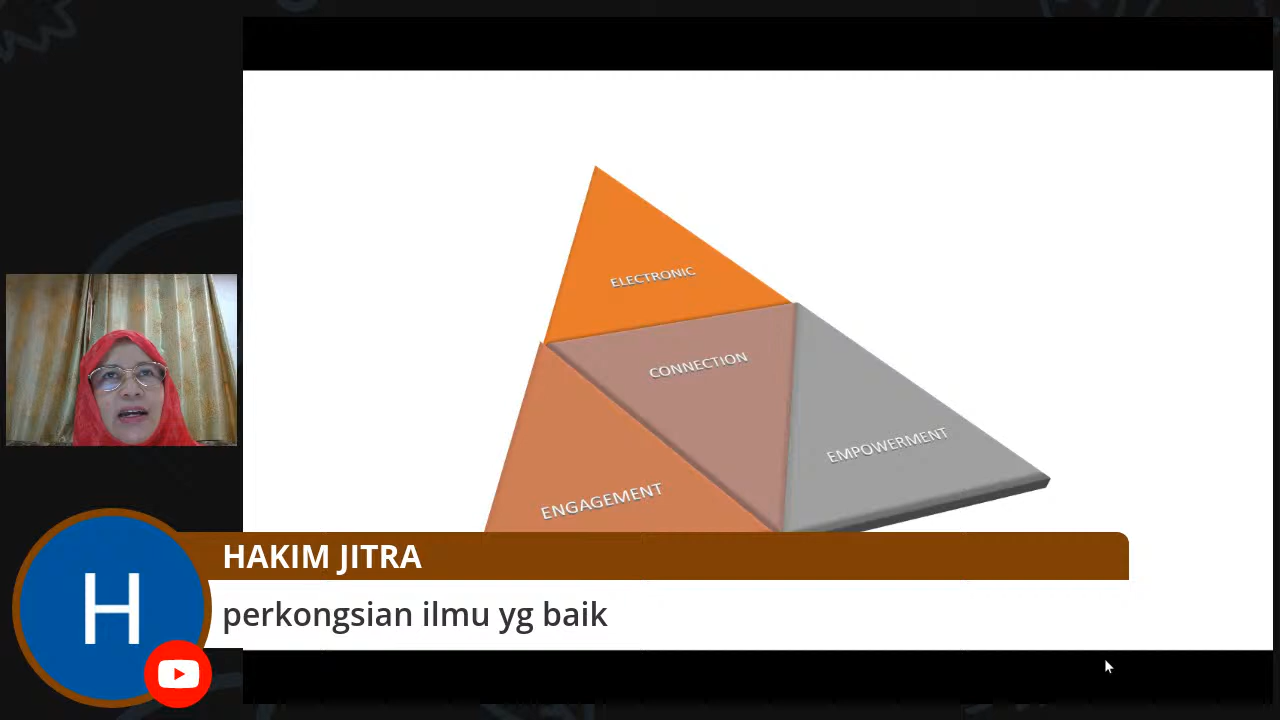 ELECTRONIC
CONNECTION
EMPOWERMENT
ENGAGEMENT
HAKIM JITRA
H
perkongsian ilmu yg baik